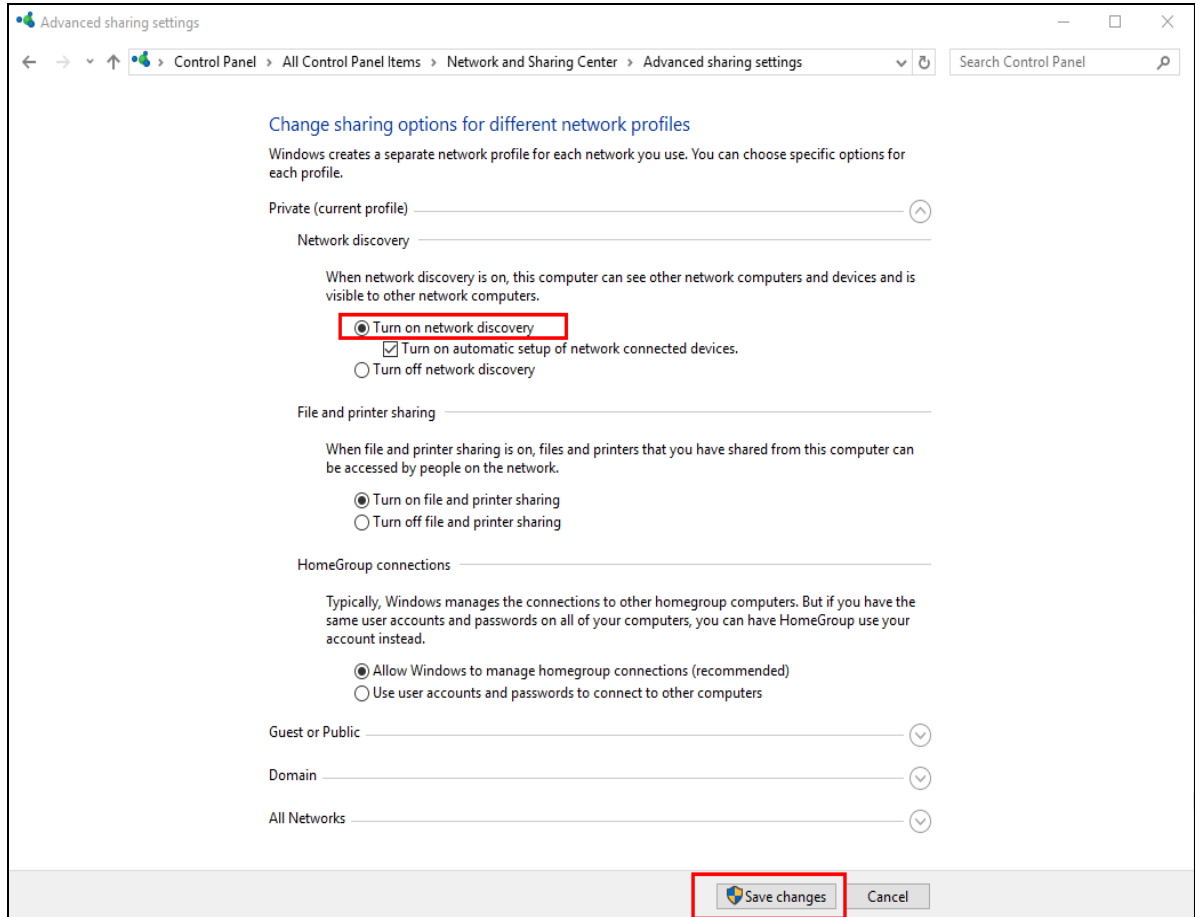 Advanced sharing settings
Control Panel > All Control Panel Items > Network and Sharing Center > Advanced sharing settings
Search Control Panel
Change sharing options for different network profiles
Windows creates a separate network profile for each network you use. You can choose specific options for
each profile.
Private (current profile)
Network discovery
When network discovery is on, this computer can see other network computers and devices and is
visible to other network computers.
Turn on network discovery
Turn on automatic setup of network connected devices.
Turn off network discovery
File and printer sharing
When file and printer sharing is on, files and printers that you have shared from this computer can
be accessed by people on the network.
Turn on file and printer sharing
Turn off file and printer sharing
HomeGroup connections
Typically, Windows manages the connections to other homegroup computers. But if you have the
same user accounts and passwords on all of your computers, you can have HomeGroup use your
account instead.
Allow Windows to manage homegroup connections (recommended)
Use user accounts and passwords to connect to other computers
Guest or Public
Domain
All Networks
Save changes
Cancel